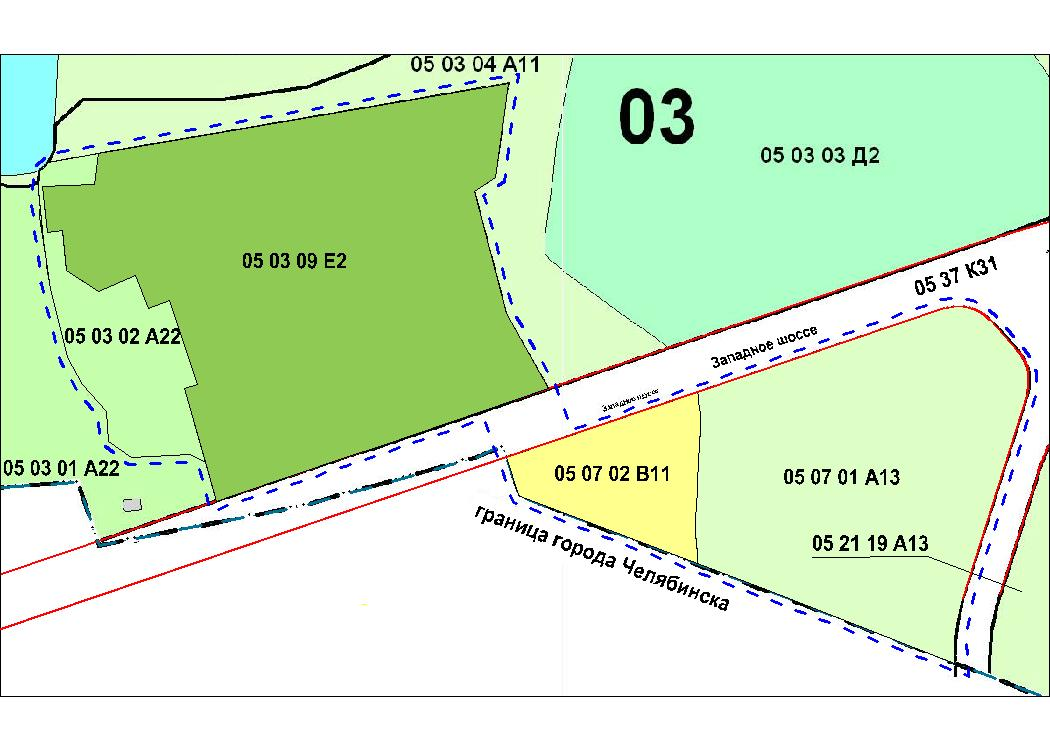 05 03 04 А11
03
05 03 03 Д2
05 03 09 Е2
05 37 К31
05 03 02 А22
Западное шоссе
Западное шоссе
05 03 01 А22
05 07 02 В11
05 07 01 А13
граница города Челябинска
05 21 19 А13